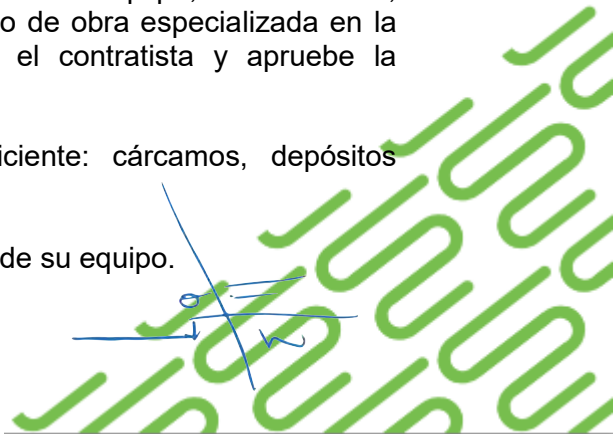 o de obra especializada en la
el contratista y apruebe la
iciente: cárcamos, depósitos
de su equipo.